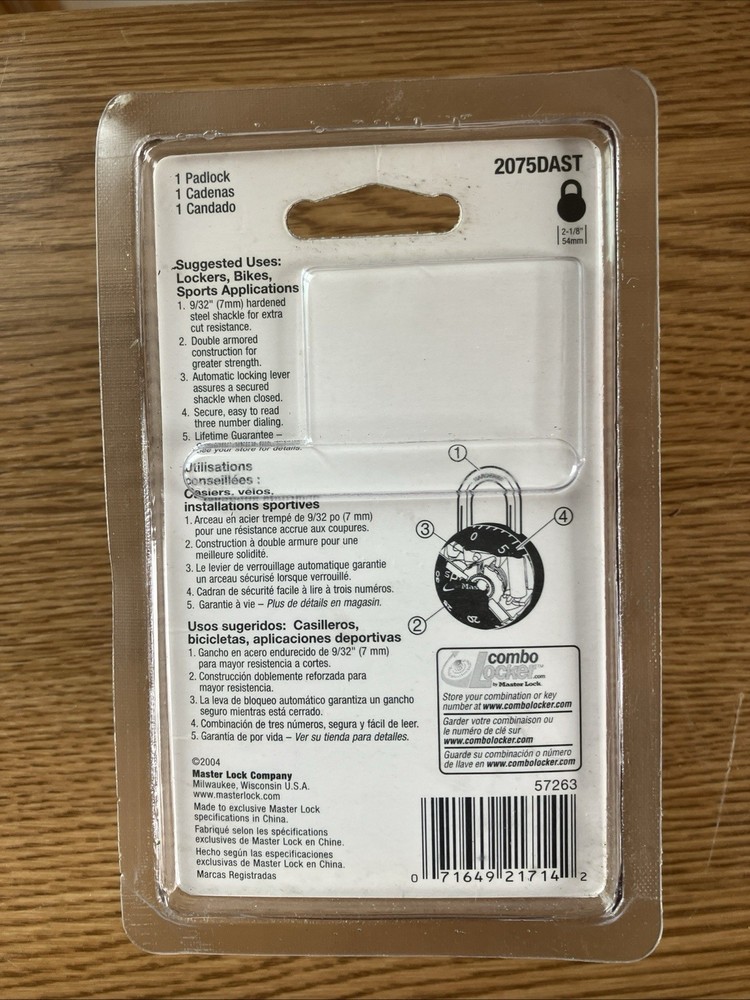 1 Padlock
1 Cadenas
1 Candado
2075DAST
2-1/8"
54mm
Suggested Uses:
Lockers, Bikes,
Sports Applications
1. 9/32" (7mm) hardened
steel shackle for extra
cut resistance.
2. Double armored
construction for
greater strength.
3. Automatic locking lever
assures a secured
shackle when closed.
4. Secure, easy to read
three number dialing.
5. Lifetime Guarantee –
See your store for details.
Utilisations
conseillées :
Casiers, vélos,
installations sportives
1. Arceau en acier trempé de 9/32 po (7 mm)
pour une résistance accrue aux coupures.
2. Construction à double armure pour une
meilleure solidité.
3. Le levier de verrouillage automatique garantie
un arceau sécurisé lorsque verrouillé.
4. Cadran de sécurité facile à lire à trois numéros.
5. Garantie à vie – Plus de détails en magasin.
Usos sugeridos: Casilleros,
bicicletas, aplicaciones deportivas
1. Gancho en acero endurecido de 9/32" (7 mm)
para mayor resistencia a cortes.
2. Construcción doblemente reforzada para
mayor resistencia.
3. La leva de bloqueo automático garantiza un gancho
seguro mientras está cerrado.
4. Combinación de tres números, segura y fácil de leer.
5. Garantía de por vida – Ver su tienda para detalles.
©2004
Master Lock Company
Milwaukee, Wisconsin U.S.A.
www.masterlock.com
Made to exclusive Master Lock
specifications in China.
Fabriqué selon les spécifications
exclusives de Master Lock en Chine.
Hecho según las especificaciones
exclusivas de Master Lock en China.
Marcas Registradas
1
3
4
2
0
5
20
combo
Locker™.com
by Master Lock.
Store your combination or key
number at www.combolocker.com
Garder votre combinaison ou
le numéro de clé sur
www.combolocker.com
Guarde su combinación o número
de llave en www.combolocker.com
57263
0 71649 21714 2